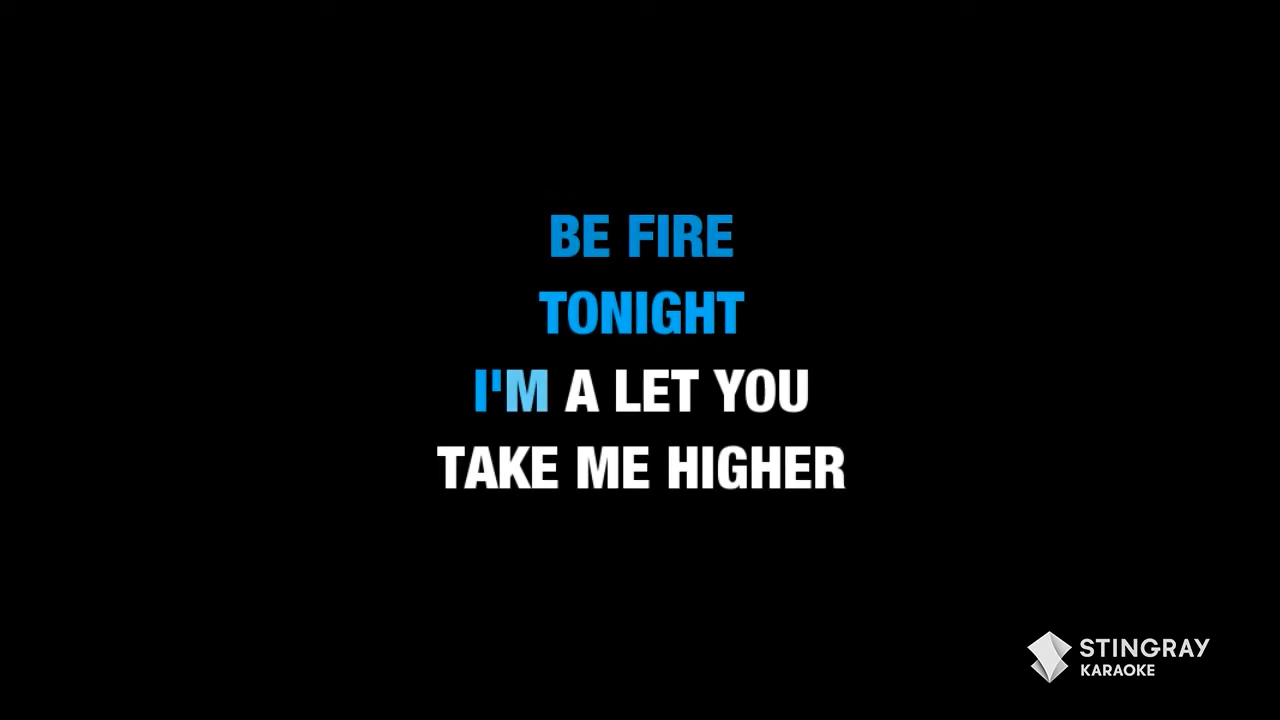 BE FIRE
TONIGHT
I'M A LET YOU
TAKE ME HIGHER
STINGRAY
KARAOKE